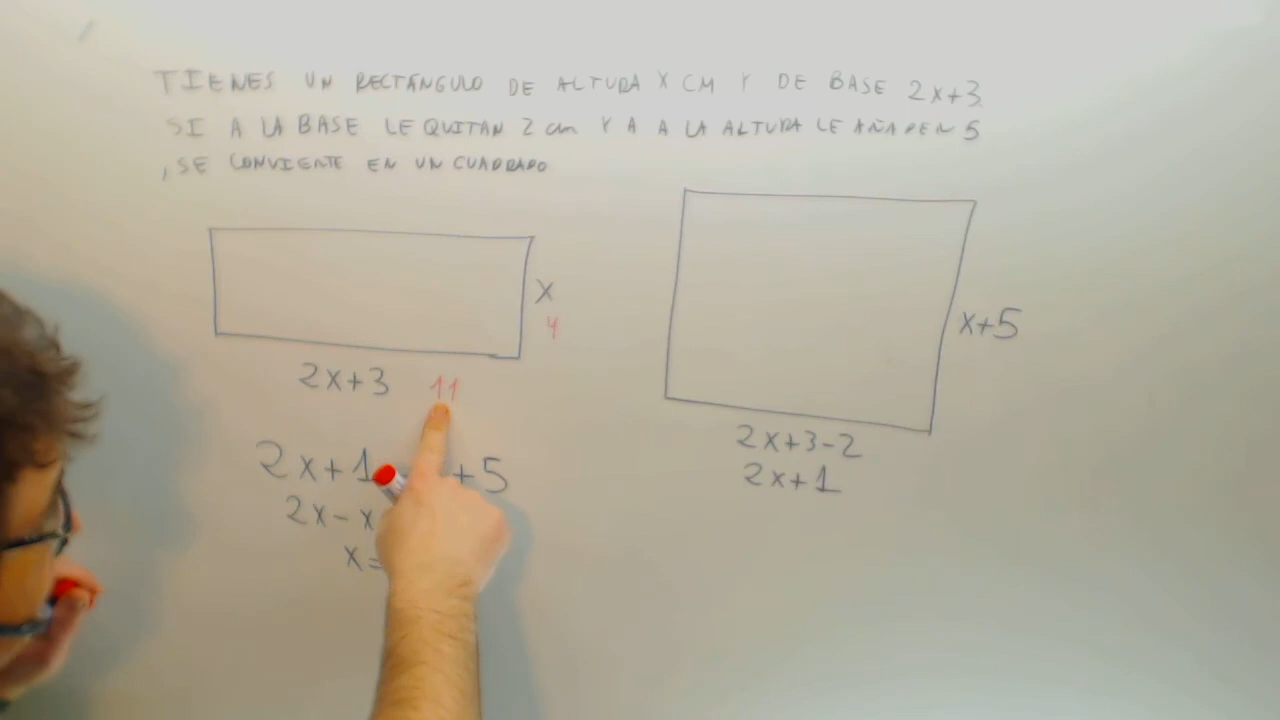 TIENES UN RECTÁNGULO DE ALTURA X CM Y DE BASE 2x+3.
SI A LA BASE LE QUITAN 2 cm Y A A LA ALTURA LE AÑADEN 5
, SE CONVIERTE EN UN CUADRADO
x
4
2x+3 11
x+5
2x+3-2
2x+1
2x+1 +5
2x-x
x=